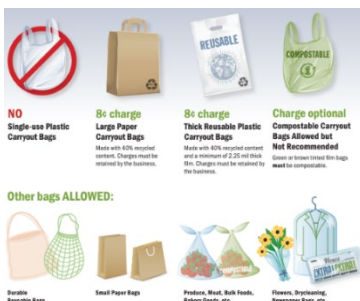 REUSABLE
COMPOSTABLE
NO
Single-use Plastic
Carryout Bags
8¢ charge
Large Paper
Carryout Bags
Made with 40% recycled
content. Charges must be
retained by the business.
8¢ charge
Thick Reusable Plastic
Carryout Bags
Made with 40% recycled content
and a minimum of 2.25 mil thick
film. Charges must be retained by
the business.
Charge optional
Compostable Carryout
Bags Allowed but
Not Recommended
Green or brown tinted film bags
must be compostable.
Other bags ALLOWED:
COMPOSTABLE
EXTRA! EXTRA!
Durable
Reusable Bags
Small Paper Bags
Produce, Meat, Bulk Foods,
Bakery Goods, etc.
Flowers, Drycleaning,
Newspaper Bags, etc.